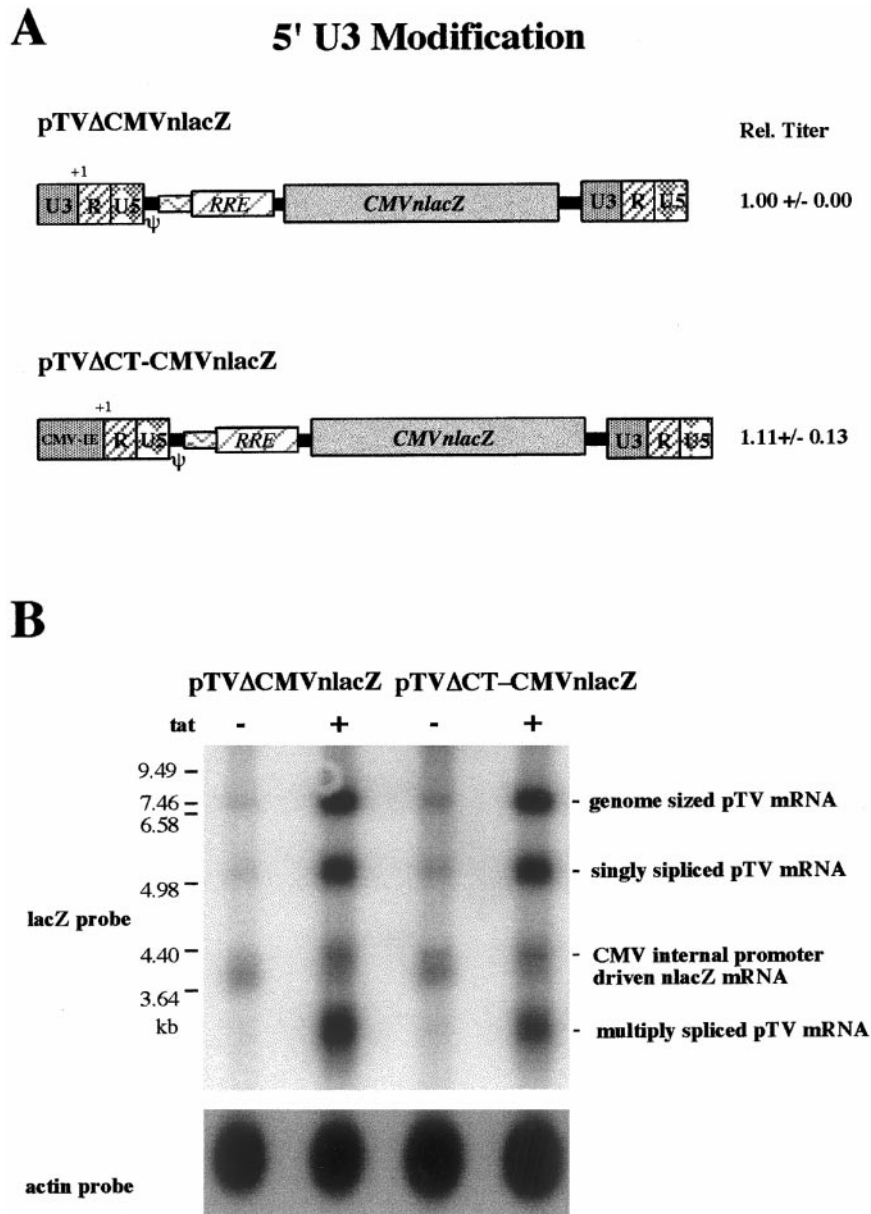 A
5' U3 Modification
pTVΔCMVnlacZ
Rel. Titer
+1
U3 R U5 ψ RRE CMVnlacZ U3 R U5
1.00 +/- 0.00
pTVΔCT-CMVnlacZ
+1
CMV-IE R U5 ψ RRE CMVnlacZ U3 R U5
1.11+/- 0.13
B
pTVΔCMVnlacZ pTVΔCT–CMVnlacZ
tat - + - +
9.49
7.46
6.58
4.98
lacZ probe
4.40
3.64
kb
- genome sized pTV mRNA
- singly sipliced pTV mRNA
- CMV internal promoter
driven nlacZ mRNA
- multiply spliced pTV mRNA
actin probe